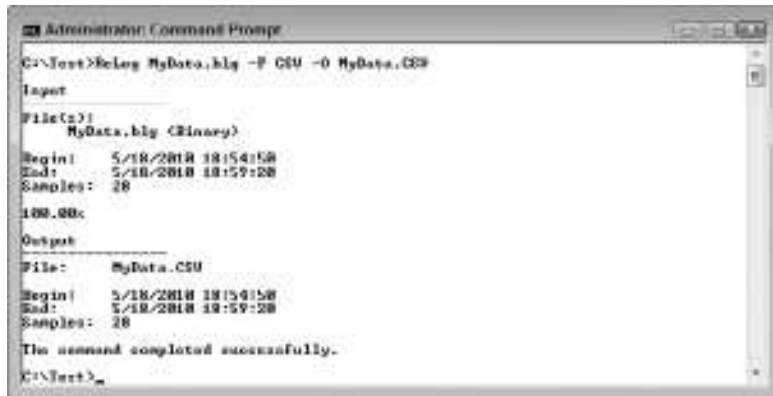 Administrator: Command Prompt
C:\Test>ReLog MyData.blg -F CSV -O MyData.CSV
Input
----------------
File(s):
MyData.blg (Binary)
Begin: 5/18/2010 18:54:50
End: 5/18/2010 18:59:20
Samples: 28
100.00%
Output
----------------
File: MyData.CSV
Begin: 5/18/2010 18:54:50
End: 5/18/2010 18:59:20
Samples: 28
The command completed successfully.
C:\Test>_